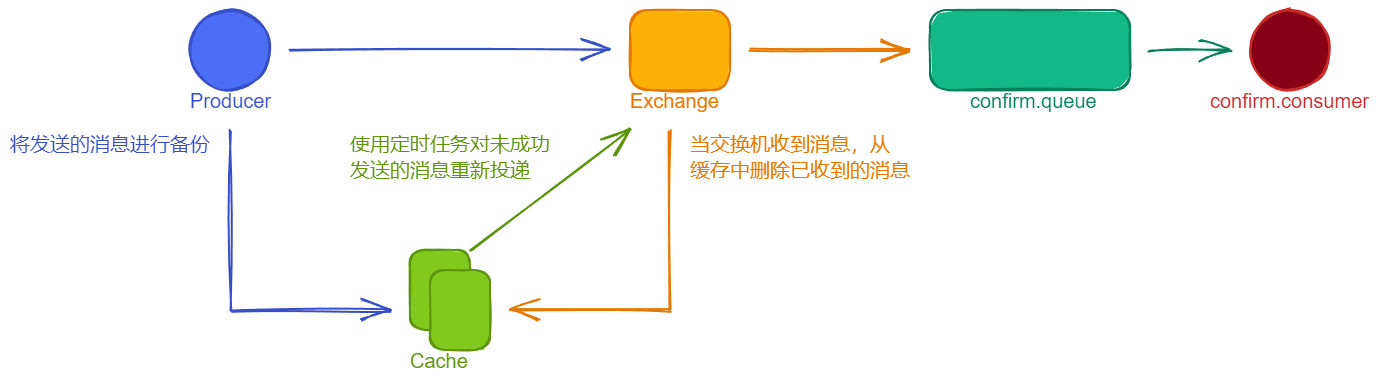 Producer
Exchange
confirm.queue
confirm.consumer
将发送的消息进行备份
使用定时任务对未成功
发送的消息重新投递
当交换机收到消息，从
缓存中删除已收到的消息
Cache